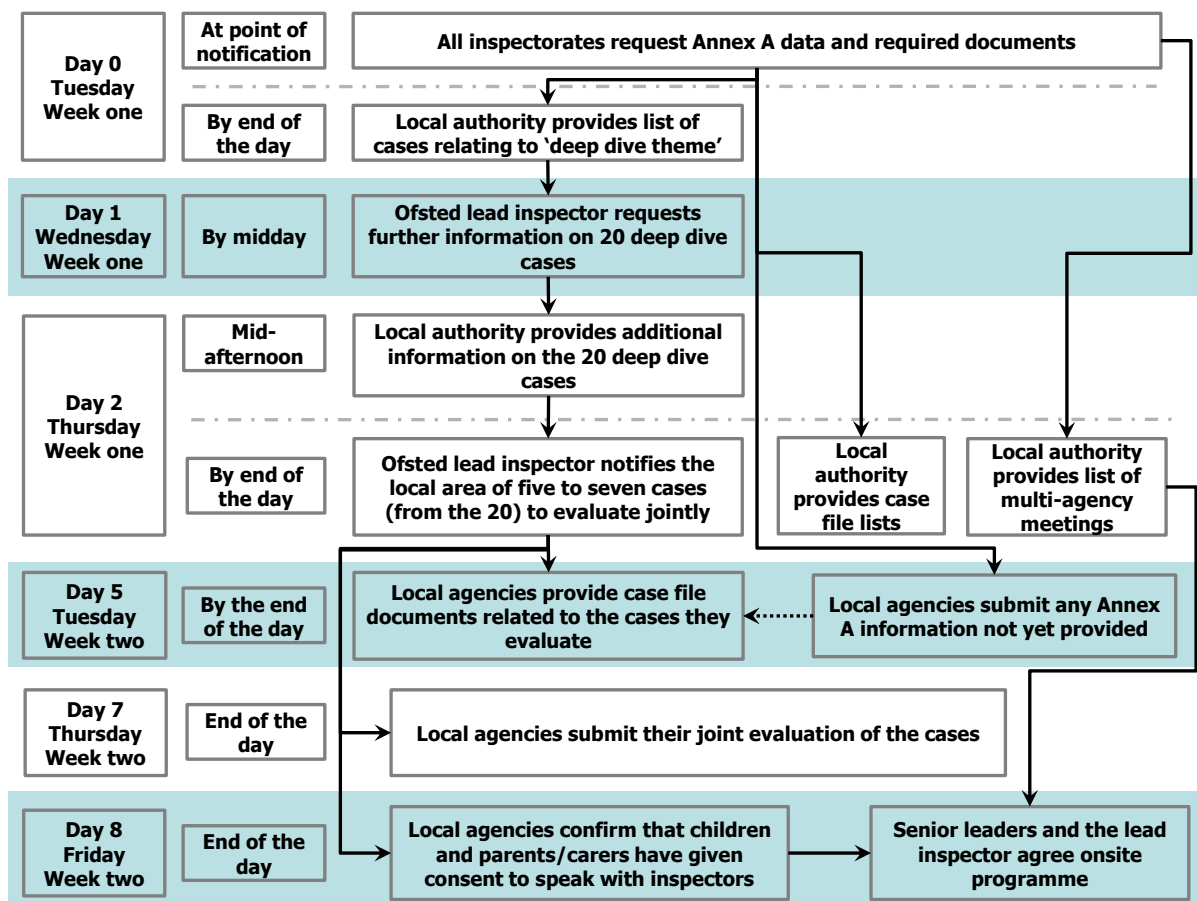 Day 0
Tuesday
Week one
At point of
notification
All inspectorates request Annex A data and required documents
By end of
the day
Local authority provides list of
cases relating to ‘deep dive theme’
Day 1
Wednesday
Week one
By midday
Ofsted lead inspector requests
further information on 20 deep dive
cases
Day 2
Thursday
Week one
Mid-
afternoon
Local authority provides additional
information on the 20 deep dive
cases
By end of
the day
Ofsted lead inspector notifies the
local area of five to seven cases
(from the 20) to evaluate jointly
Local
authority
provides case
file lists
Local authority
provides list of
multi-agency
meetings
Day 5
Tuesday
Week two
By the end
of the day
Local agencies provide case file
documents related to the cases they
evaluate
Local agencies submit any Annex
A information not yet provided
Day 7
Thursday
Week two
End of the
day
Local agencies submit their joint evaluation of the cases
Day 8
Friday
Week two
End of the
day
Local agencies confirm that children
and parents/carers have given
consent to speak with inspectors
Senior leaders and the lead
inspector agree onsite
programme